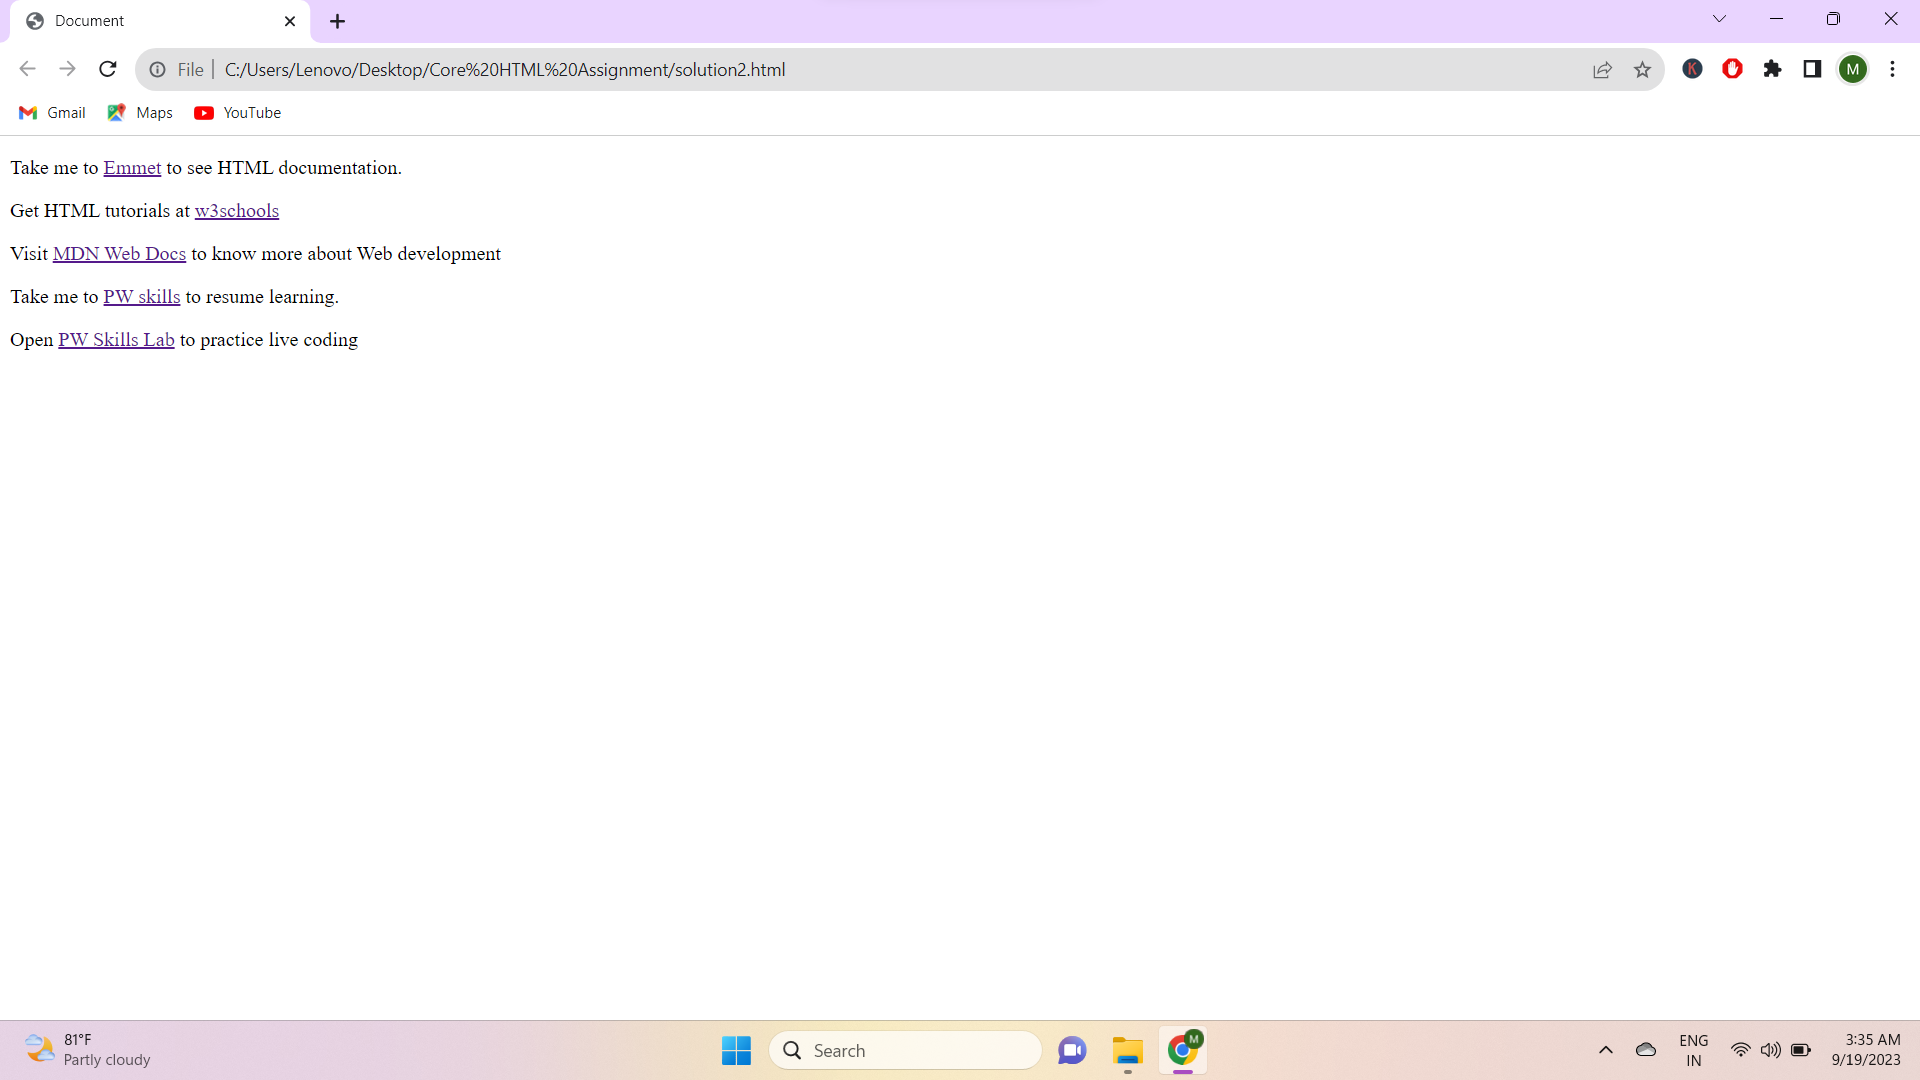 Document
File
C:/Users/Lenovo/Desktop/Core%20HTML%20Assignment/solution2.html
K
M
Gmail
Maps
YouTube
Take me to Emmet to see HTML documentation.
Get HTML tutorials at w3schools
Visit MDN Web Docs to know more about Web development
Take me to PW skills to resume learning.
Open PW Skills Lab to practice live coding
81°F
Partly cloudy
Search
M
ENG
IN
3:35 AM
9/19/2023